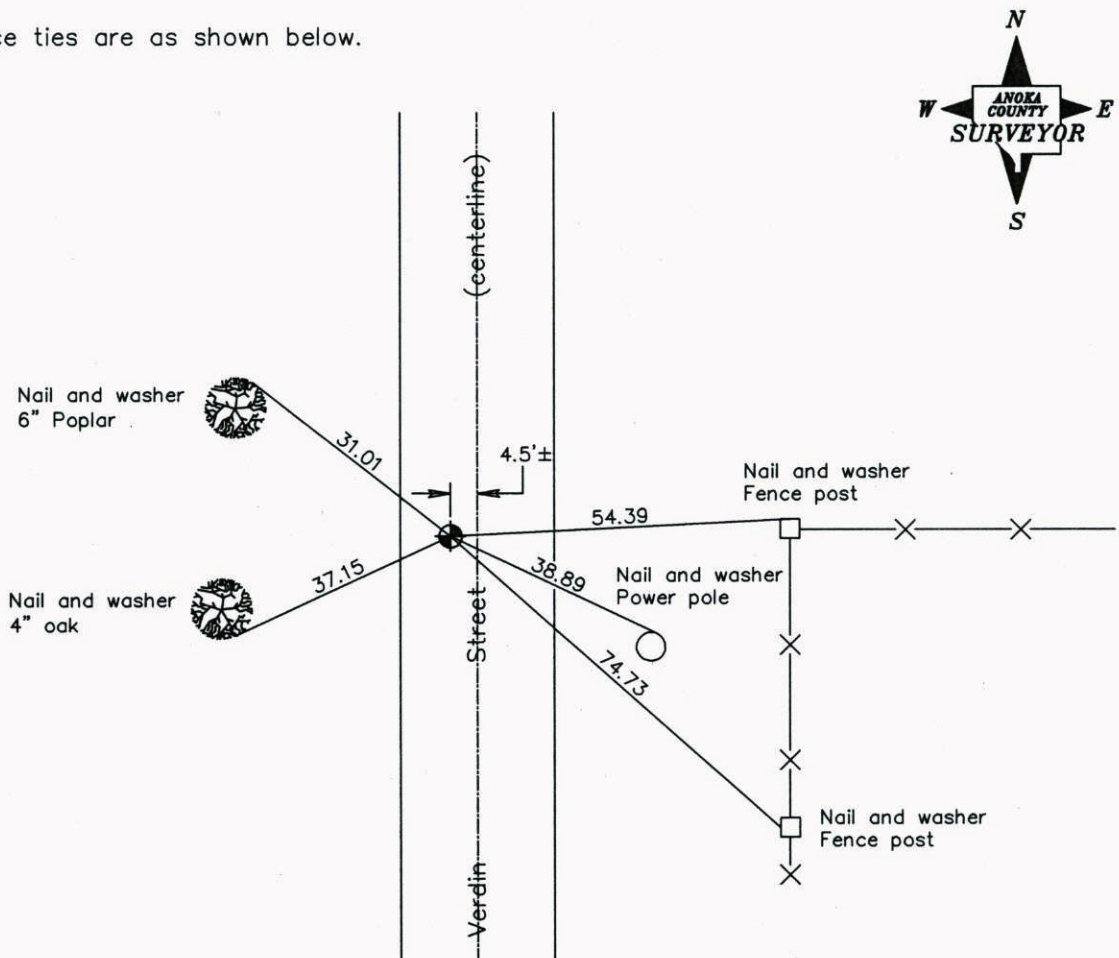 ce ties are as shown below.
N
W
ANOKA
COUNTY
SURVEYOR
E
S
(centerline)
Nail and washer
6" Poplar
31.01
4.5'±
Nail and washer
Fence post
54.39
37.15
38.89
Nail and washer
Power pole
Nail and washer
4" oak
Street
74.73
Nail and washer
Fence post
Verdin